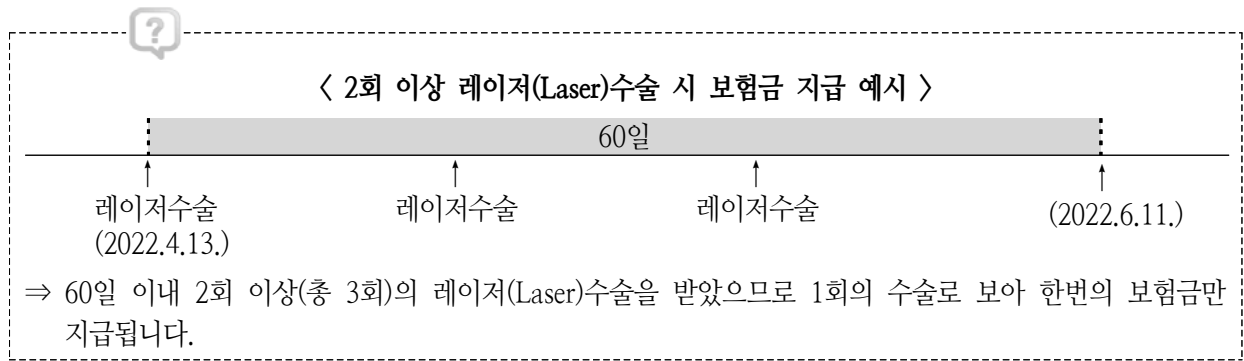 ?
〈 2회 이상 레이저(Laser)수술 시 보험금 지급 예시 〉
60일
레이저수술 레이저수술 레이저수술 (2022.6.11.)
(2022.4.13.)
⇒ 60일 이내 2회 이상(총 3회)의 레이저(Laser)수술을 받았으므로 1회의 수술로 보아 한번의 보험금만
지급됩니다.